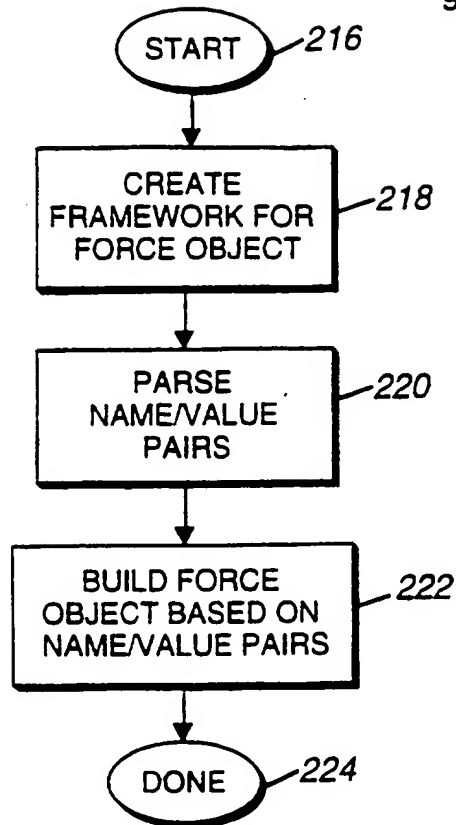 START 216
CREATE
FRAMEWORK FOR 218
FORCE OBJECT
PARSE
NAME/VALUE 220
PAIRS
BUILD FORCE
OBJECT BASED ON 222
NAME/VALUE PAIRS
DONE 224